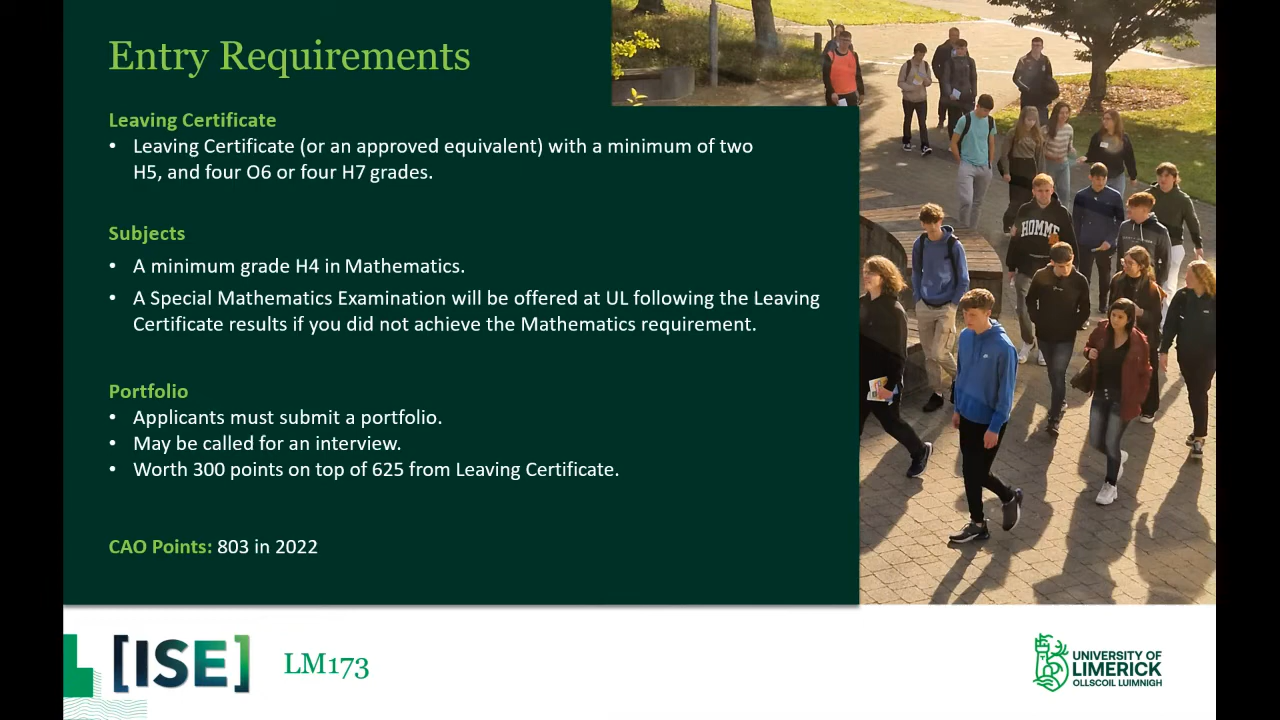 Entry Requirements
Leaving Certificate
• Leaving Certificate (or an approved equivalent) with a minimum of two
H5, and four O6 or four H7 grades.
Subjects
• A minimum grade H4 in Mathematics.
• A Special Mathematics Examination will be offered at UL following the Leaving
Certificate results if you did not achieve the Mathematics requirement.
Portfolio
• Applicants must submit a portfolio.
• May be called for an interview.
• Worth 300 points on top of 625 from Leaving Certificate.
CAO Points: 803 in 2022
HOMME
[ISE]
LM173
UNIVERSITY OF
LIMERICK
OLLSCOIL LUIMNIGH